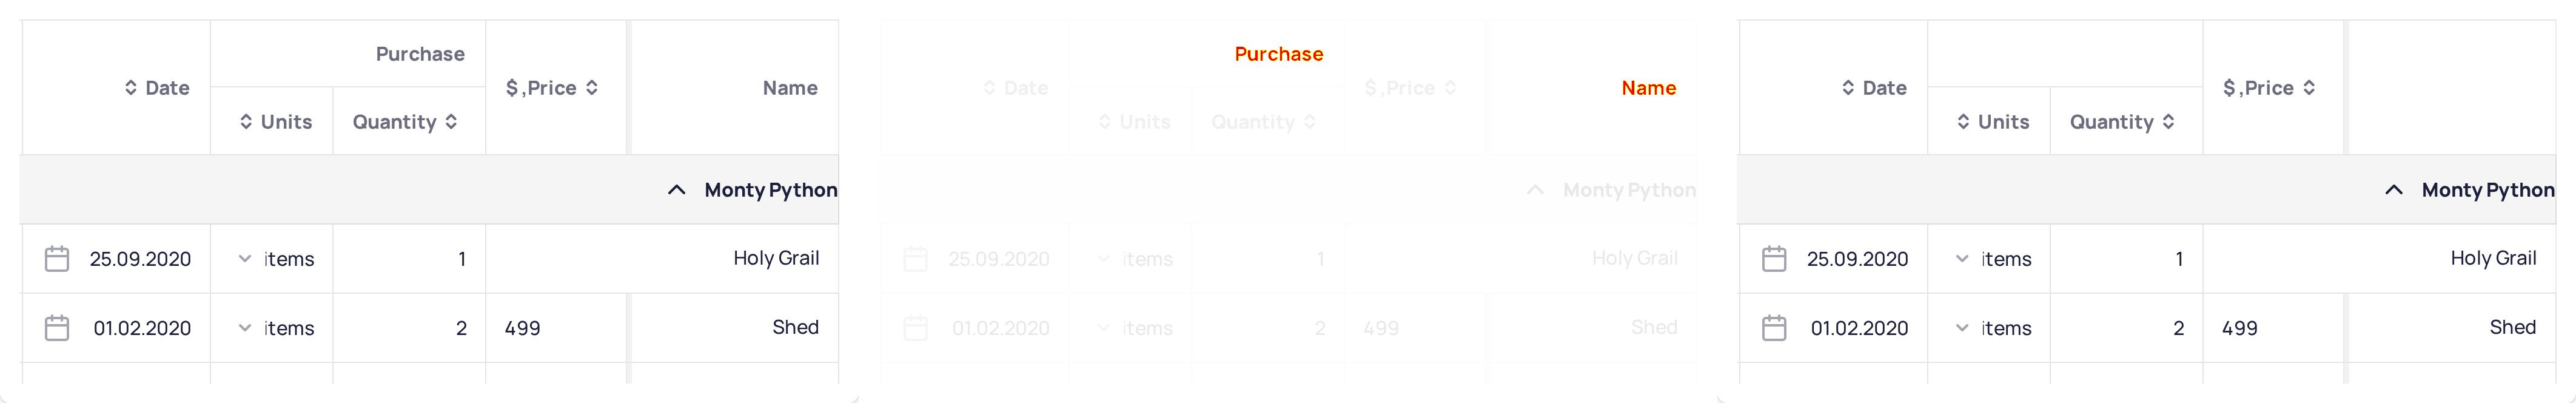 Purchase
Date
$ ,Price
Name
Units
Quantity
Monty Python
25.09.2020
items
1
Holy Grail
01.02.2020
items
2
499
Shed
Purchase
Date
$ ,Price
Name
Units
Quantity
Monty Python
25.09.2020
items
1
Holy Grail
01.02.2020
items
2
499
Shed
Date
$ ,Price
Units
Quantity
Monty Python
25.09.2020
items
1
Holy Grail
01.02.2020
items
2
499
Shed